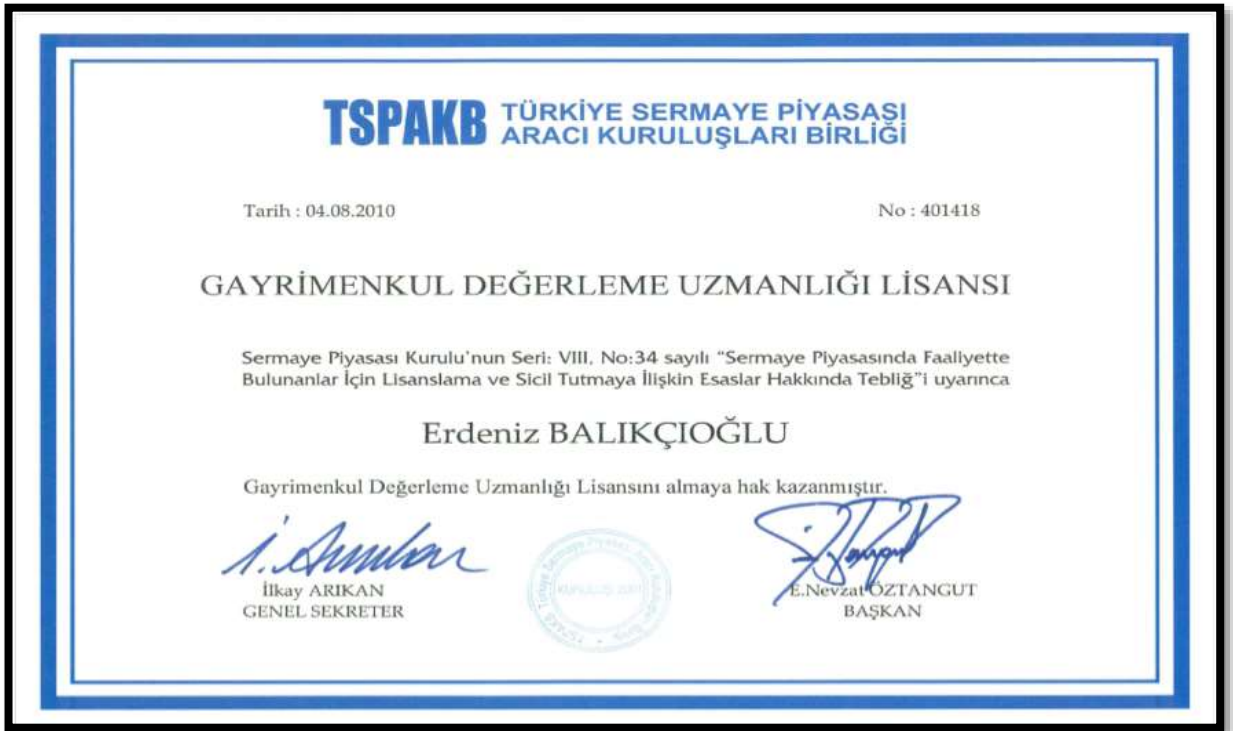 TSPAKB TÜRKİYE SERMAYE PİYASASI
ARACI KURULUŞLARI BİRLİĞİ
Tarih : 04.08.2010
No : 401418
GAYRİMENKUL DEĞERLEME UZMANLIĞI LİSANSI
Sermaye Piyasası Kurulu'nun Seri: VIII, No:34 sayılı "Sermaye Piyasasında Faaliyette
Bulunanlar İçin Lisanslama ve Sicil Tutmaya İlişkin Esaslar Hakkında Tebliğ"i uyarınca
Erdeniz BALIKÇIOĞLU
Gayrimenkul Değerleme Uzmanlığı Lisansını almaya hak kazanmıştır.
İlkay ARIKAN
GENEL SEKRETER
E.Nevzat ÖZTANGUT
BAŞKAN